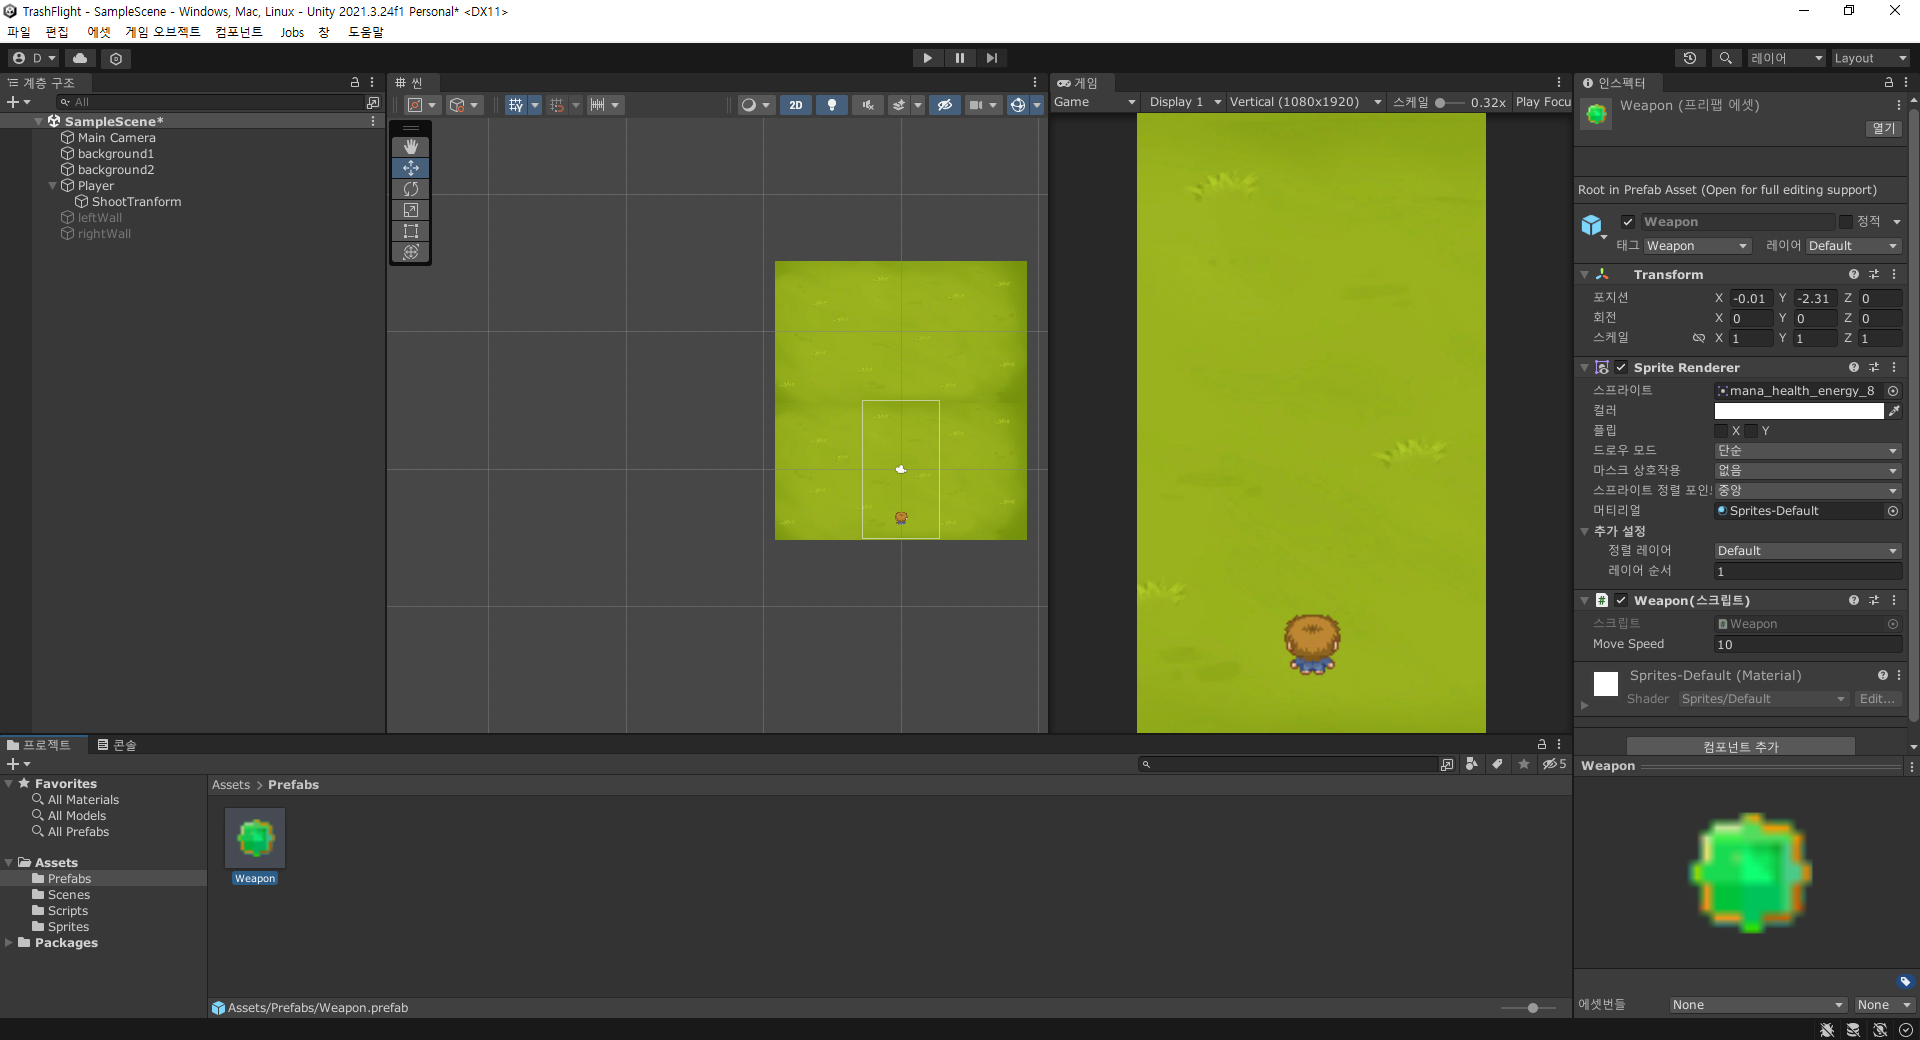 TrashFlight - SampleScene - Windows, Mac, Linux - Unity 2021.3.24f1 Personal* <DX11>
파일 편집 에셋 게임 오브젝트 컴포넌트 Jobs 창 도움말
D
레이어 Layout
계층 구조
All
SampleScene*
Main Camera
background1
background2
Player
ShootTranform
leftWall
rightWall
씬
2D
게임
Game Display 1 Vertical (1080x1920) 스케일 0.32x Play Focu
인스펙터
Weapon (프리팹 에셋)
열기
Root in Prefab Asset (Open for full editing support)
Weapon 정적
태그 Weapon 레이어 Default
Transform
포지션 X -0.01 Y -2.31 Z 0
회전 X 0 Y 0 Z 0
스케일 X 1 Y 1 Z 1
Sprite Renderer
스프라이트 mana_health_energy_8
컬러
플립 X Y
드로우 모드 단순
마스크 상호작용 없음
스프라이트 정렬 포인 중앙
머티리얼 Sprites-Default
추가 설정
정렬 레이어 Default
레이어 순서 1
Weapon(스크립트)
스크립트 Weapon
Move Speed 10
Sprites-Default (Material)
Shader Sprites/Default Edit...
컴포넌트 추가
Weapon
에셋번들 None None
프로젝트 콘솔
5
Favorites
All Materials
All Models
All Prefabs
Assets
Prefabs
Scenes
Scripts
Sprites
Packages
Assets > Prefabs
Weapon
Assets/Prefabs/Weapon.prefab